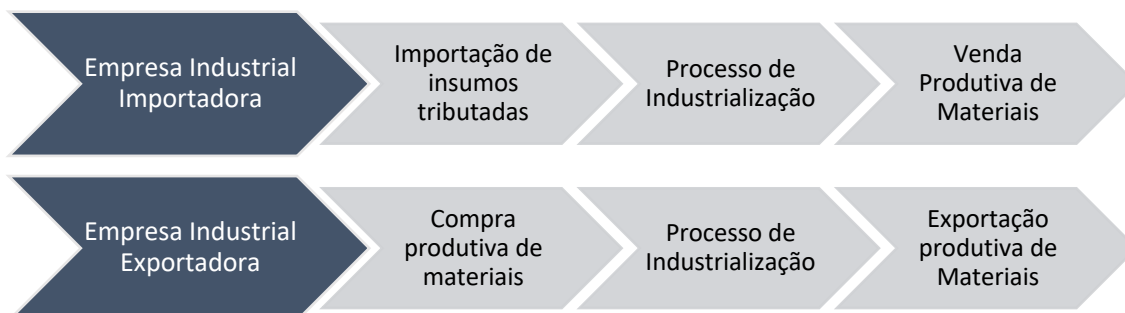 Empresa Industrial
Importadora
Importação de
insumos
tributadas
Processo de
Industrialização
Venda
Produtiva de
Materiais
Empresa Industrial
Exportadora
Compra
produtiva de
materiais
Processo de
Industrialização
Exportação
produtiva de
Materiais